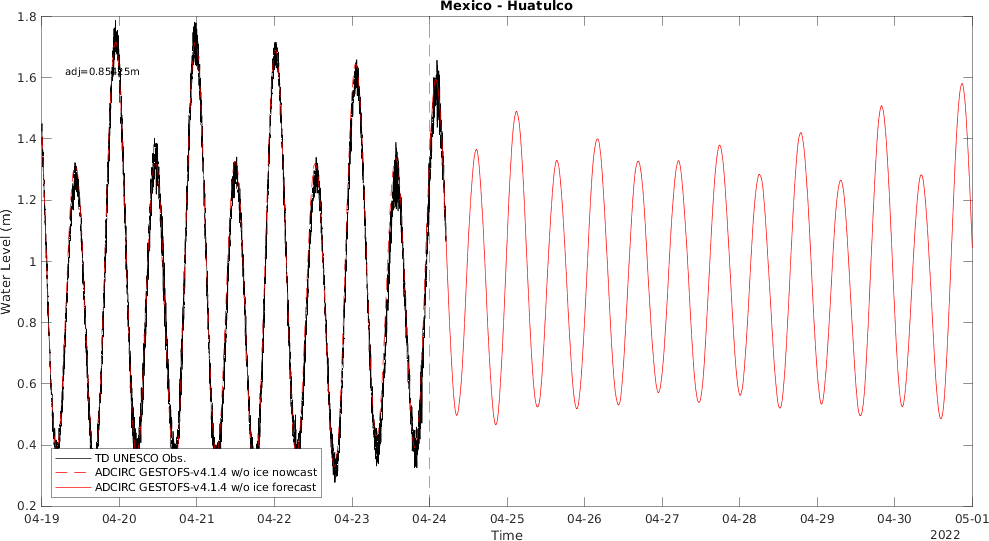 Mexico - Huatulco
1.8
1.6
1.4
1.2
1
0.8
0.6
0.4
0.2
Water Level (m)
adj=0.85425m
TD UNESCO Obs.
ADCIRC GESTOFS-v4.1.4 w/o ice nowcast
ADCIRC GESTOFS-v4.1.4 w/o ice forecast
04-19 04-20 04-21 04-22 04-23 04-24 04-25 04-26 04-27 04-28 04-29 04-30 05-01
Time
2022